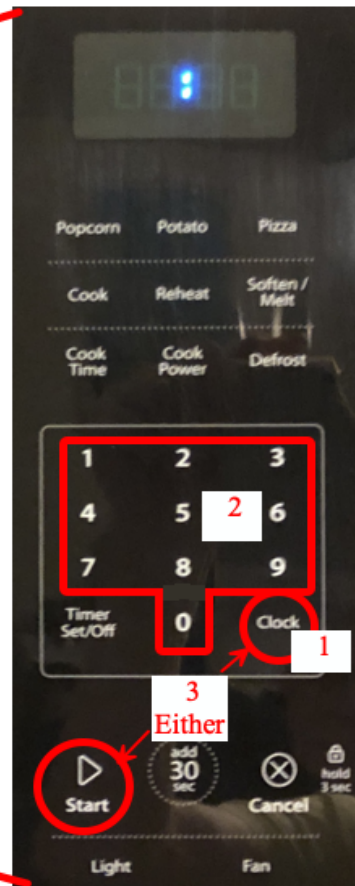 :
Popcorn Potato Pizza
Cook Reheat Soften / Melt
Cook Time Cook Power Defrost
1 2 3
4 5 2 6
7 8 9
Timer Set/Off 0 Clock
1
3
Either
Start
add
30
sec
Cancel
hold
3 sec
Light Fan